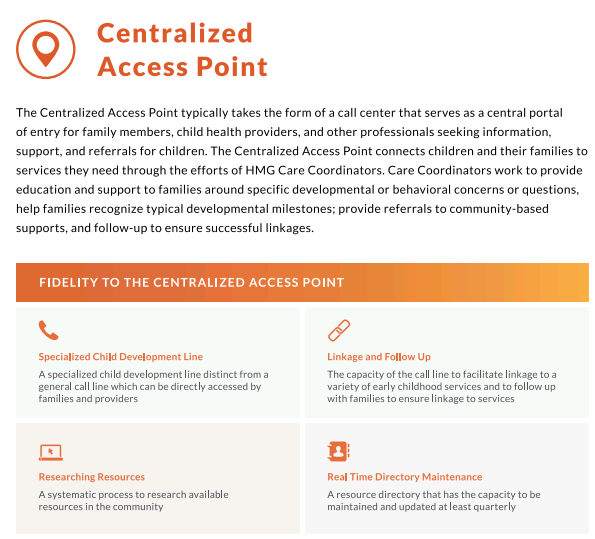 Centralized
Access Point
The Centralized Access Point typically takes the form of a call center that serves as a central portal
of entry for family members, child health providers, and other professionals seeking information,
support, and referrals for children. The Centralized Access Point connects children and their families to
services they need through the efforts of HMG Care Coordinators. Care Coordinators work to provide
education and support to families around specific developmental or behavioral concerns or questions,
help families recognize typical developmental milestones; provide referrals to community-based
supports, and follow-up to ensure successful linkages.
FIDELITY TO THE CENTRALIZED ACCESS POINT
Specialized Child Development Line
A specialized child development line distinct from a
general call line which can be directly accessed by
families and providers
Linkage and Follow Up
The capacity of the call line to facilitate linkage to a
variety of early childhood services and to follow up
with families to ensure linkage to services
Researching Resources
A systematic process to research available
resources in the community
Real Time Directory Maintenance
A resource directory that has the capacity to be
maintained and updated at least quarterly